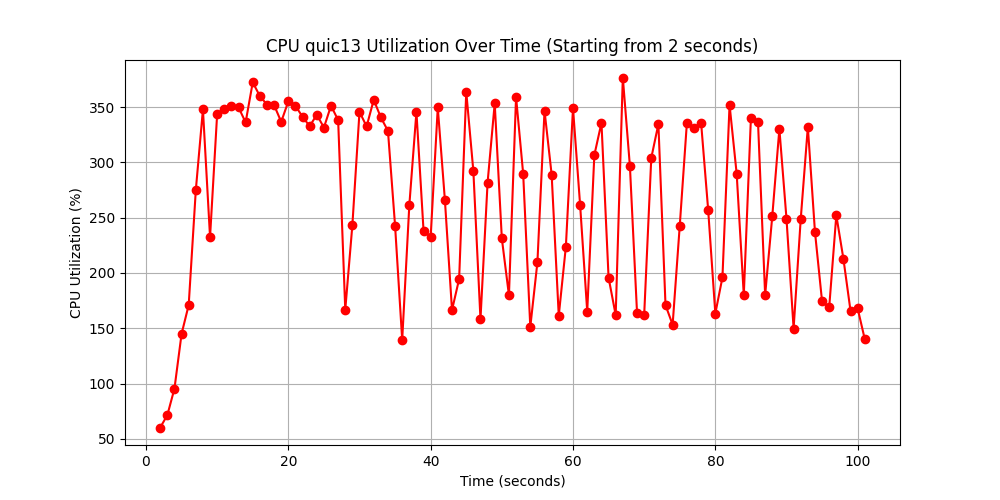 CPU quic13 Utilization Over Time (Starting from 2 seconds)
CPU Utilization (%)
350
300
250
200
150
100
50
0 20 40 60 80 100
Time (seconds)